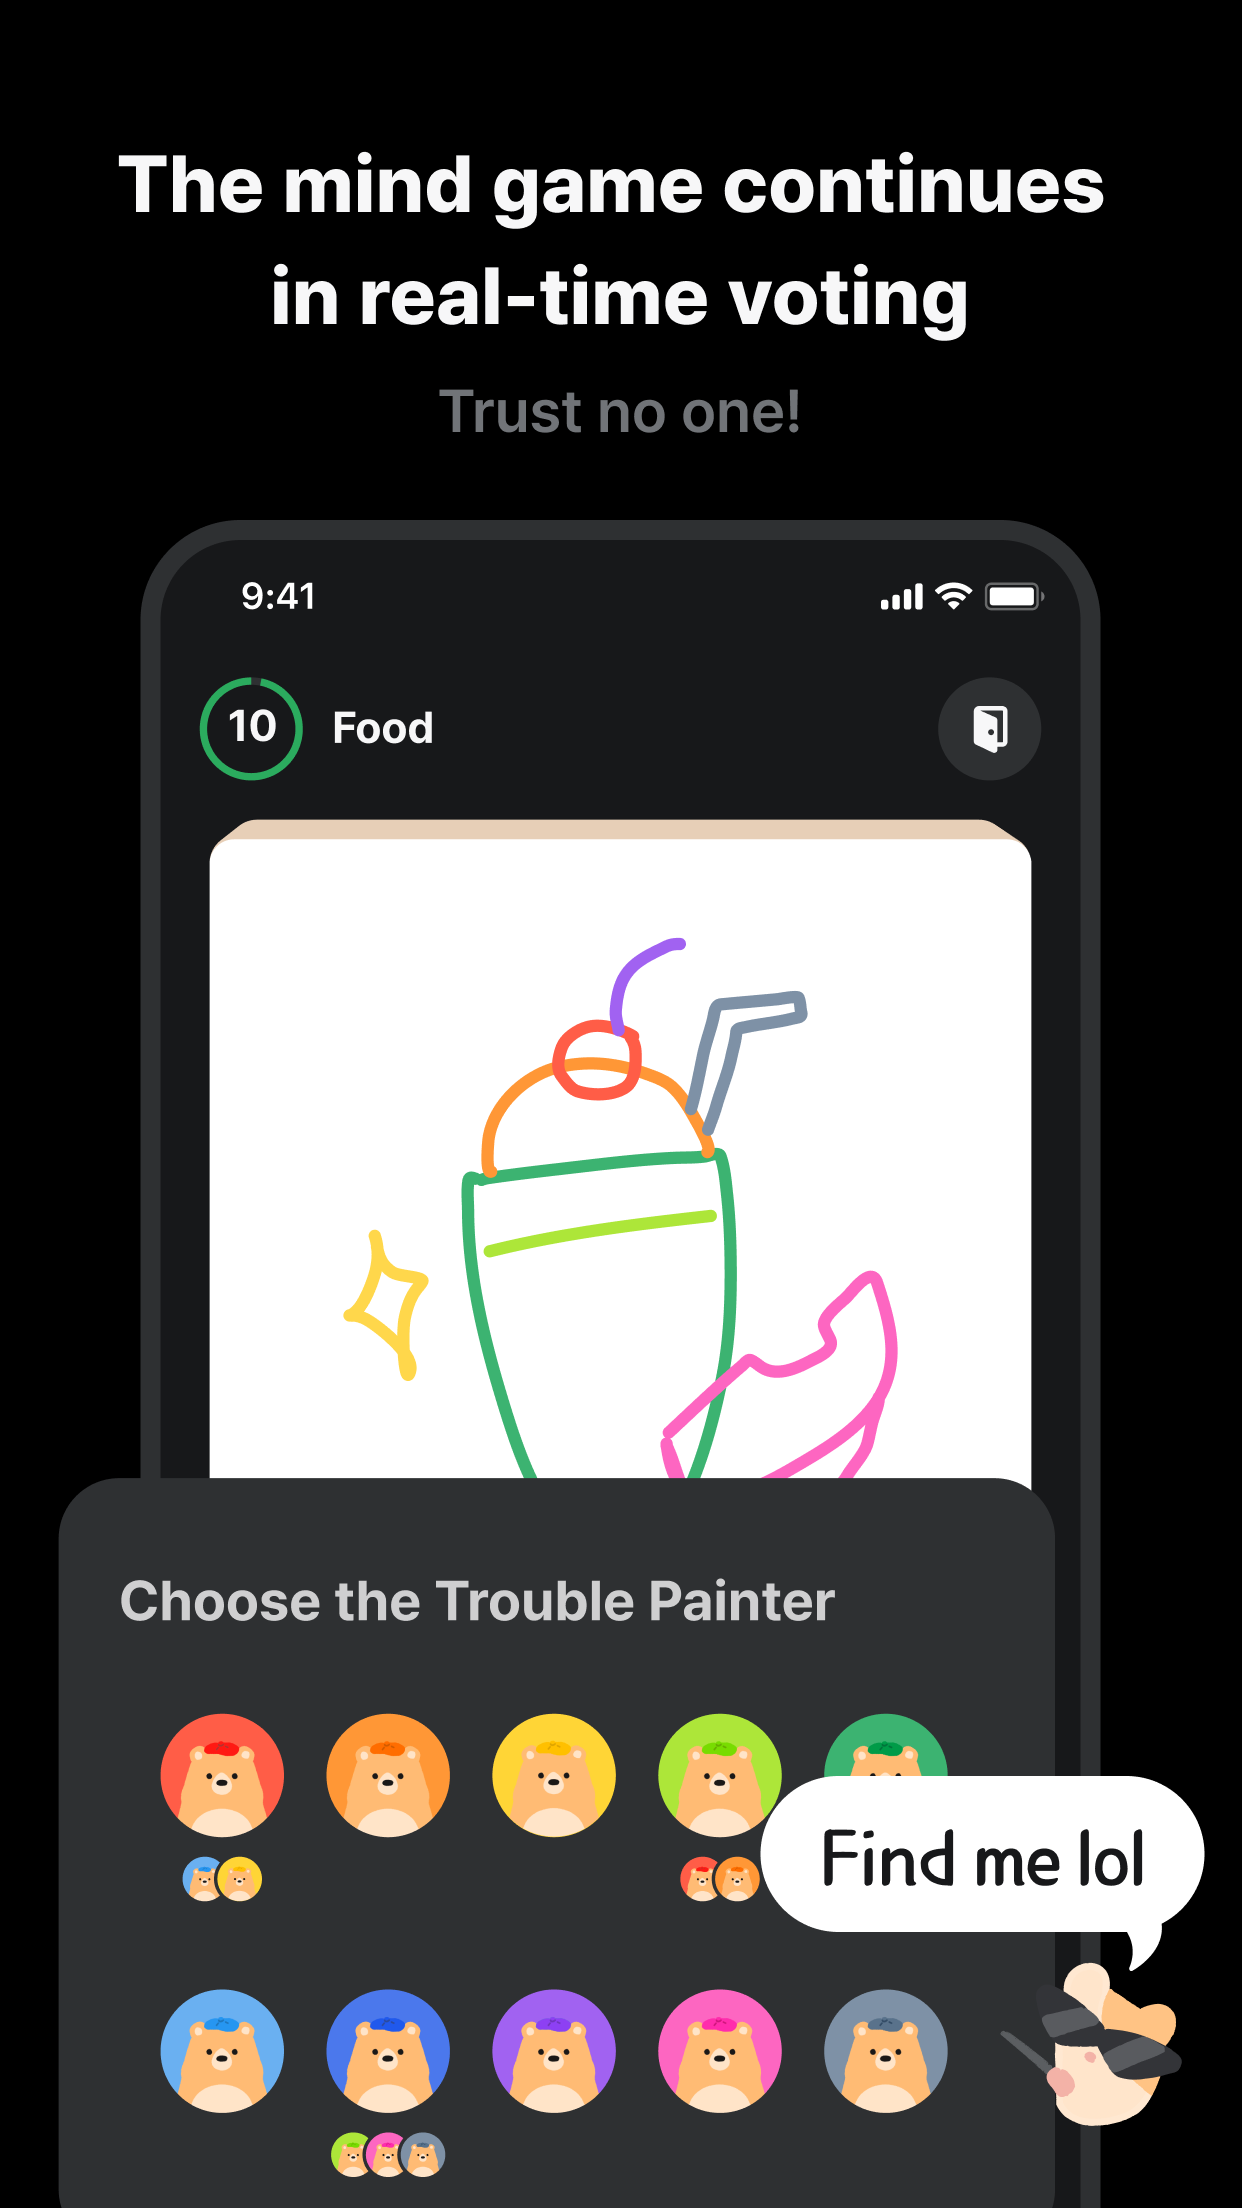 The mind game continues
in real-time voting
Trust no one!
9:41
10 Food
Choose the Trouble Painter
Find me lol